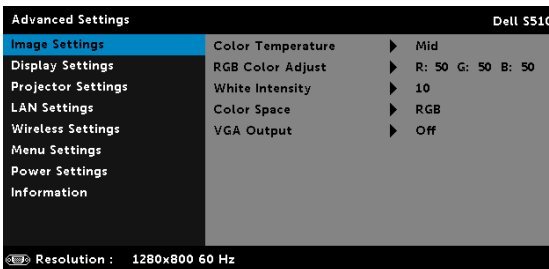 Advanced Settings Dell S510
Image Settings Color Temperature Mid
Display Settings RGB Color Adjust R: 50 G: 50 B: 50
Projector Settings White Intensity 10
LAN Settings Color Space RGB
Wireless Settings VGA Output Off
Menu Settings
Power Settings
Information
Resolution : 1280x800 60 Hz